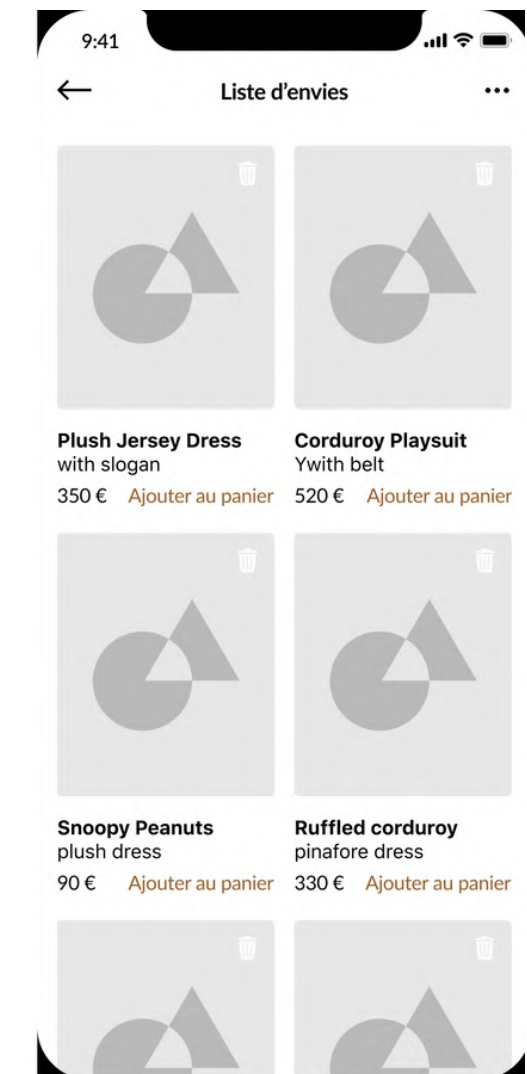 9:41
Liste d’envies
Plush Jersey Dress
with slogan
350 € Ajouter au panier
Corduroy Playsuit
Ywith belt
520 € Ajouter au panier
Snoopy Peanuts
plush dress
90 € Ajouter au panier
Ruffled corduroy
pinafore dress
330 € Ajouter au panier